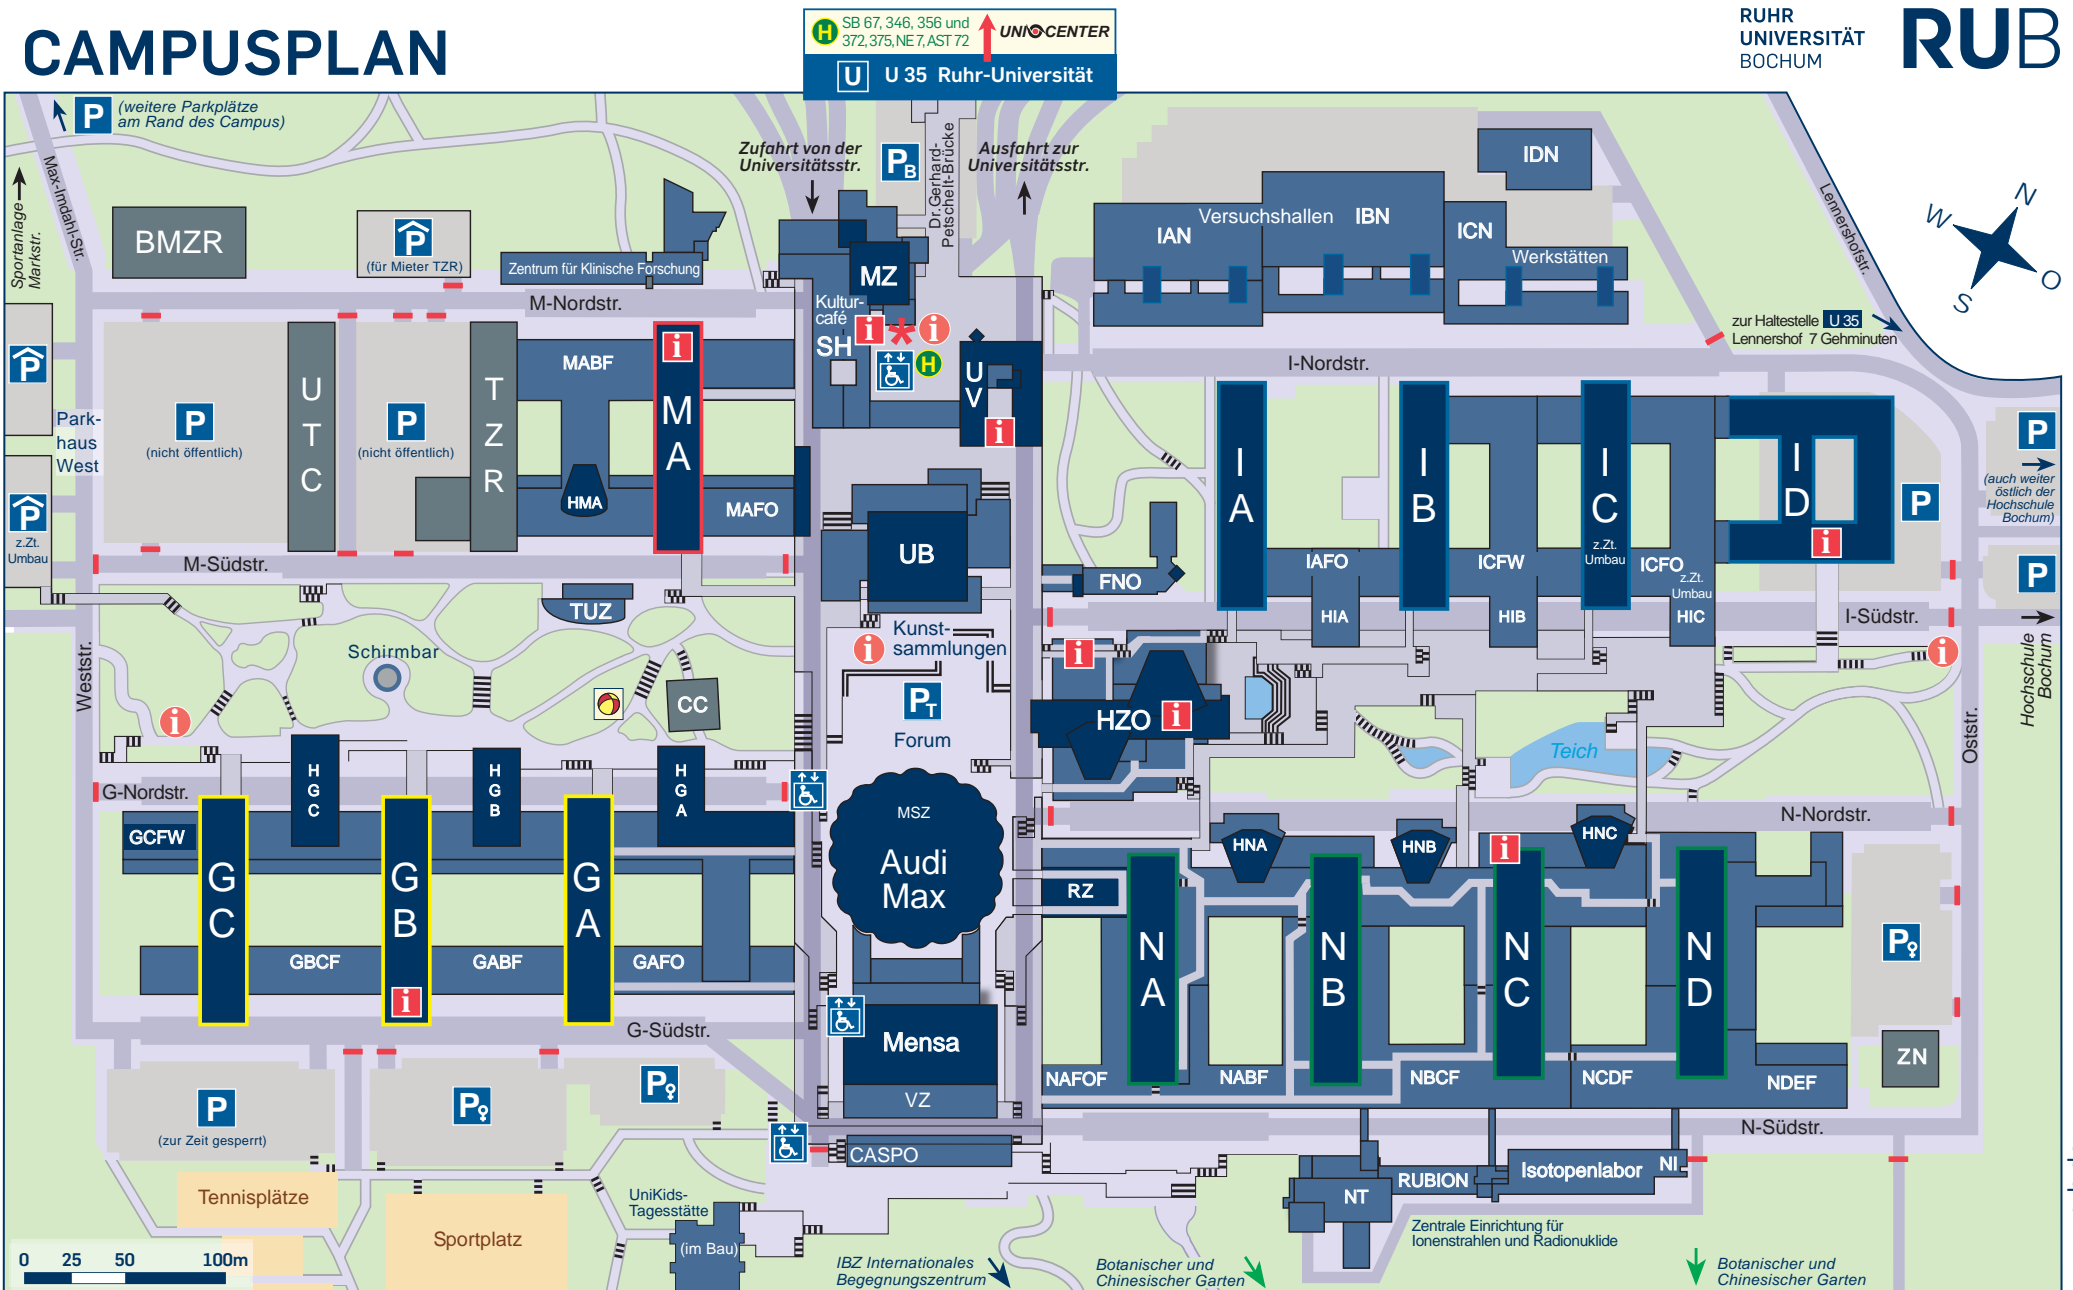 CAMPUSPLAN
H
SB 67, 346, 356 und
372, 375, NE 7, AST 72
UNICENTER
U
U 35 Ruhr-Universität
RUHR
UNIVERSITÄT
BOCHUM
RUB
P
(weitere Parkplätze
am Rand des Campus)
Max-Imdahl-Str.
Sportanlage
Markstr.
Zufahrt von der
Universitätsstr.
PB
Dr.Gerhard-
Petschelt-Brücke
Ausfahrt zur
Universitätsstr.
Lennershofstr.
N
W
O
S
BMZR
P
(für Mieter TZR)
Zentrum für Klinische Forschung
MZ
Kultur-
café
SH
i
*
i
H
UV
i
IAN
Versuchshallen
IBN
ICN
IDN
Werkstätten
zur Haltestelle U 35
Lennershof 7 Gehminuten
M-Nordstr.
I-Nordstr.
P
Park-
haus
West
P
z.Zt.
Umbau
P
(nicht öffentlich)
UTC
P
(nicht öffentlich)
TZR
MABF
HMA
i
MA
MAFO
UB
FNO
IA
IB
IC
z.Zt.
Umbau
ID
i
IAFO
ICFW
ICFO
z.Zt.
Umbau
HIA
HIB
HIC
P
P
(auch weiter
östlich der
Hochschule
Bochum)
P
M-Südstr.
I-Südstr.
Hochschule
Bochum
TUZ
Schirmbar
CC
i
Kunst-
sammlungen
i
PT
Forum
i
HZO
i
Teich
i
Weststr.
Oststr.
G-Nordstr.
N-Nordstr.
HGC
HGB
HGA
GCFW
GC
GB
i
GA
GBCF
GABF
GAFO
MSZ
Audi
Max
Mensa
VZ
CASPO
RZ
HNA
HNB
HNC
i
NA
NB
NC
ND
NAFOF
NABF
NBCF
NCDF
NDEF
P
ZN
G-Südstr.
N-Südstr.
P
(zur Zeit gesperrt)
P
P
Tennisplätze
Sportplatz
UniKids-
Tagesstätte
(im Bau)
NT
RUBION
Isotopenlabor
NI
Zentrale Einrichtung für
Ionenstrahlen und Radionuklide
0 25 50 100m
IBZ Internationales
Begegnungszentrum
Botanischer und
Chinesischer Garten
Botanischer und
Chinesischer Garten